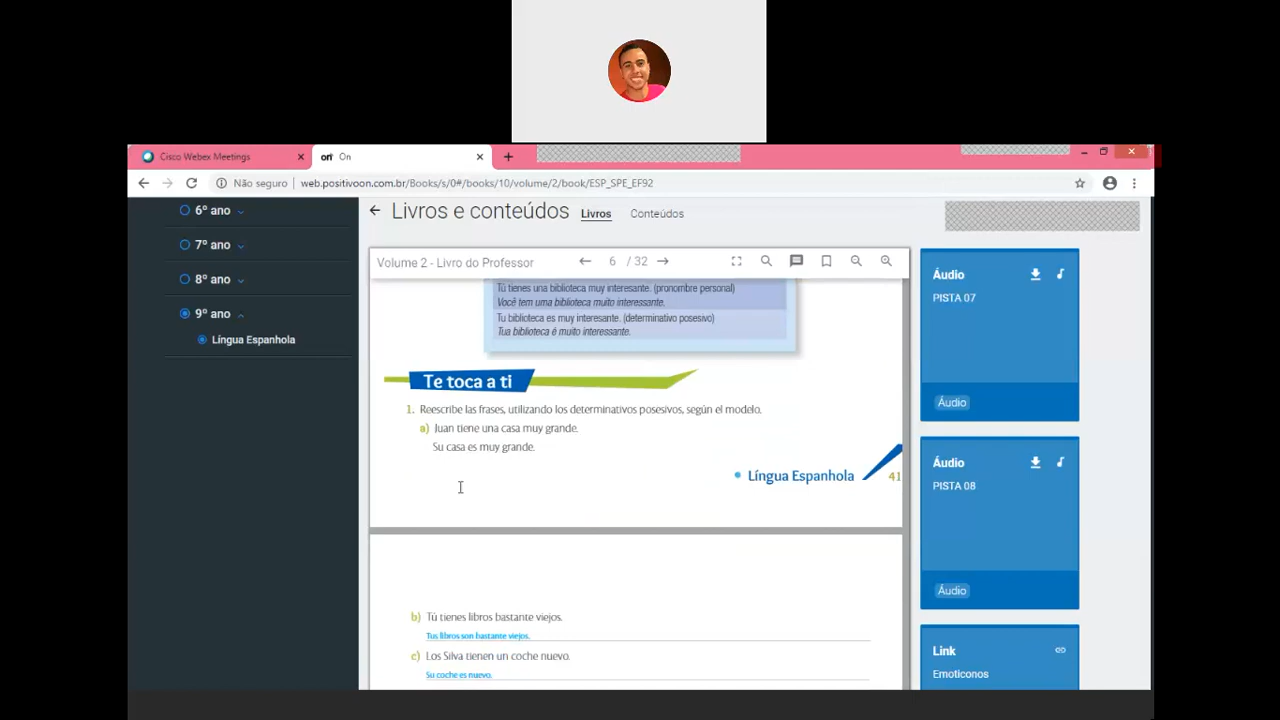 Cisco Webex Meetings
on
On
Não seguro
web.positivoon.com.br/Books/s/0#/books/10/volume/2/book/ESP_SPE_EF92
6º ano
7º ano
8º ano
9º ano
Língua Espanhola
Livros e conteúdos
Livros
Conteúdos
Volume 2 - Livro do Professor
6 / 32
Tú tienes una biblioteca muy interesante. (pronombre personal)
Você tem uma biblioteca muito interessante.
Tu biblioteca es muy interesante. (determinativo posesivo)
Tua biblioteca é muito interessante.
Te toca a ti
1. Reescribe las frases, utilizando los determinativos posesivos, según el modelo.
a) Juan tiene una casa muy grande.
Su casa es muy grande.
Língua Espanhola
41
b) Tú tienes libros bastante viejos.
Tus libros son bastante viejos.
c) Los Silva tienen un coche nuevo.
Su coche es nuevo.
Áudio
PISTA 07
Áudio
Áudio
PISTA 08
Áudio
Link
Emoticonos